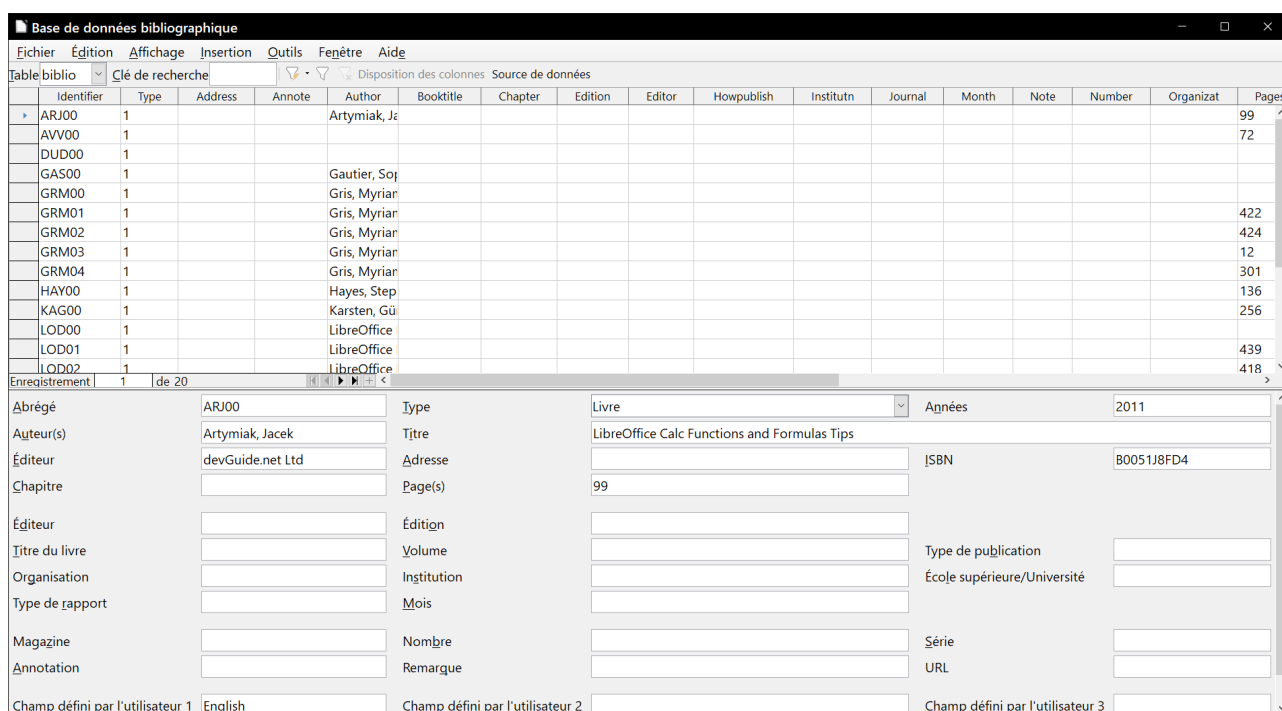 Base de données bibliographique
Fichier Édition Affichage Insertion Outils Fenêtre Aide
Table biblio Clé de recherche Disposition des colonnes Source de données
Identifier Type Address Annote Author Booktitle Chapter Edition Editor Howpublish Institutn Journal Month Note Number Organizat Pages
ARJ00 1 Artymiak, Ja 99
AVV00 1 72
DUD00 1
GAS00 1 Gautier, Sop
GRM00 1 Gris, Myriam
GRM01 1 Gris, Myriam 422
GRM02 1 Gris, Myriam 424
GRM03 1 Gris, Myriam 12
GRM04 1 Gris, Myriam 301
HAY00 1 Hayes, Step 136
KAG00 1 Karsten, Gü 256
LOD00 1 LibreOffice
LOD01 1 LibreOffice 439
LOD02 1 LibreOffice 418
Enregistrement 1 de 20
Abrégé ARJ00 Type Livre Années 2011
Auteur(s) Artymiak, Jacek Titre LibreOffice Calc Functions and Formulas Tips
Éditeur devGuide.net Ltd Adresse ISBN B0051J8FD4
Chapitre Page(s) 99
Éditeur Édition
Titre du livre Volume Type de publication
Organisation Institution École supérieure/Université
Type de rapport Mois
Magazine Nombre Série
Annotation Remarque URL
Champ défini par l'utilisateur 1 English Champ défini par l'utilisateur 2 Champ défini par l'utilisateur 3